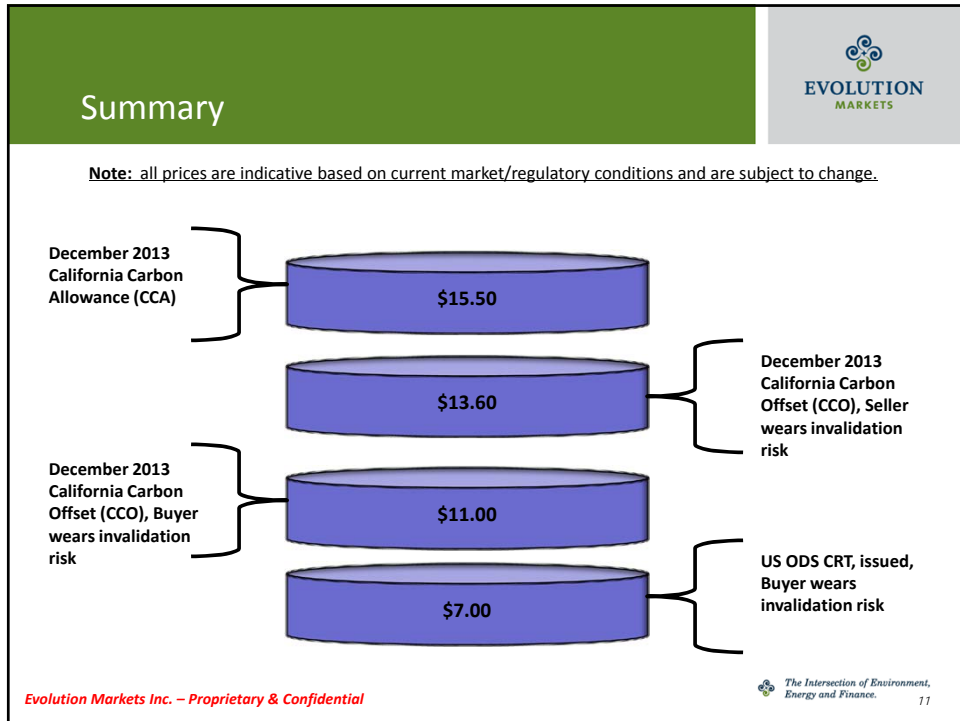 Summary
EVOLUTION
MARKETS
Note: all prices are indicative based on current market/regulatory conditions and are subject to change.
December 2013
California Carbon
Allowance (CCA)
$15.50
$13.60
December 2013
California Carbon
Offset (CCO), Seller
wears invalidation
risk
December 2013
California Carbon
Offset (CCO), Buyer
wears invalidation
risk
$11.00
$7.00
US ODS CRT, issued,
Buyer wears
invalidation risk
Evolution Markets Inc. – Proprietary & Confidential
The Intersection of Environment,
Energy and Finance.
11